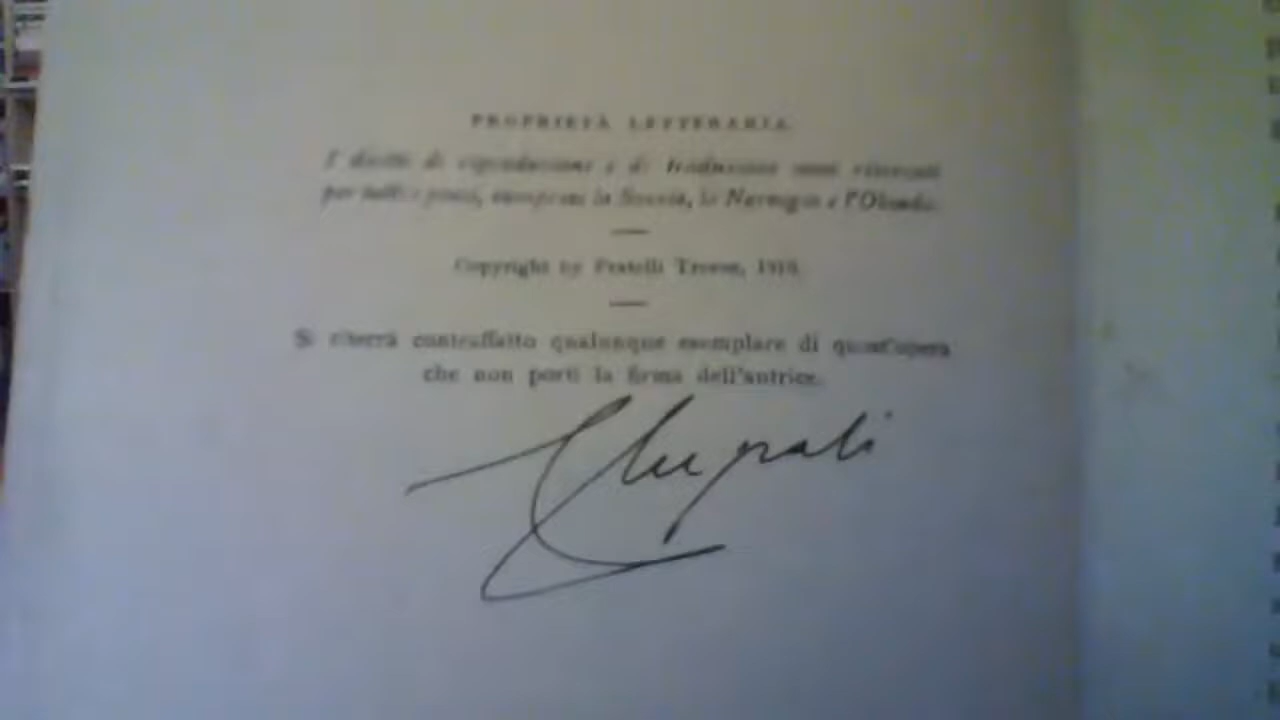 PROPRIETÀ LETTERARIA
I diritti di riproduzione e di traduzione sono riservati
per tutti i paesi, compresi la Svezia, la Norvegia e l'Olanda.
Copyright by Fratelli Treves, 1910.
Si riterrà contraffatto qualunque esemplare di quest'opera
che non porti la firma dell'autrice.